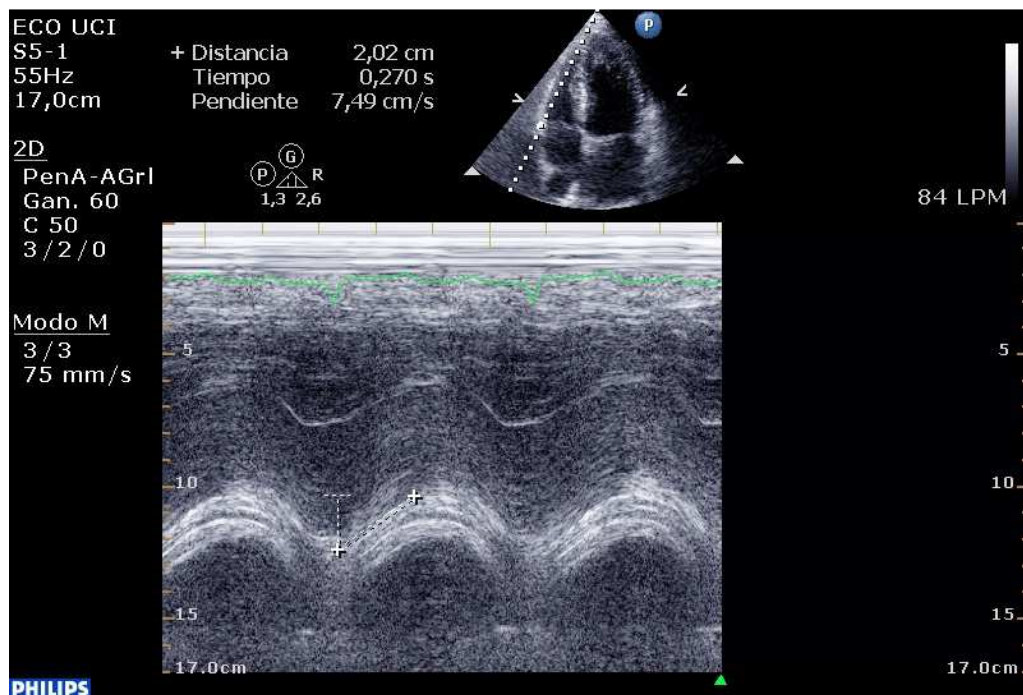 ECO UCI
S5-1
55Hz
17,0cm
+ Distancia 2,02 cm
Tiempo 0,270 s
Pendiente 7,49 cm/s
P
2D
PenA-AGrl
Gan. 60
C 50
3/2/0
G
P R
1,3 2,6
84 LPM
Modo M
3/3
75 mm/s
5 5
10 10
15 15
17.0cm 17.0cm
PHILIPS